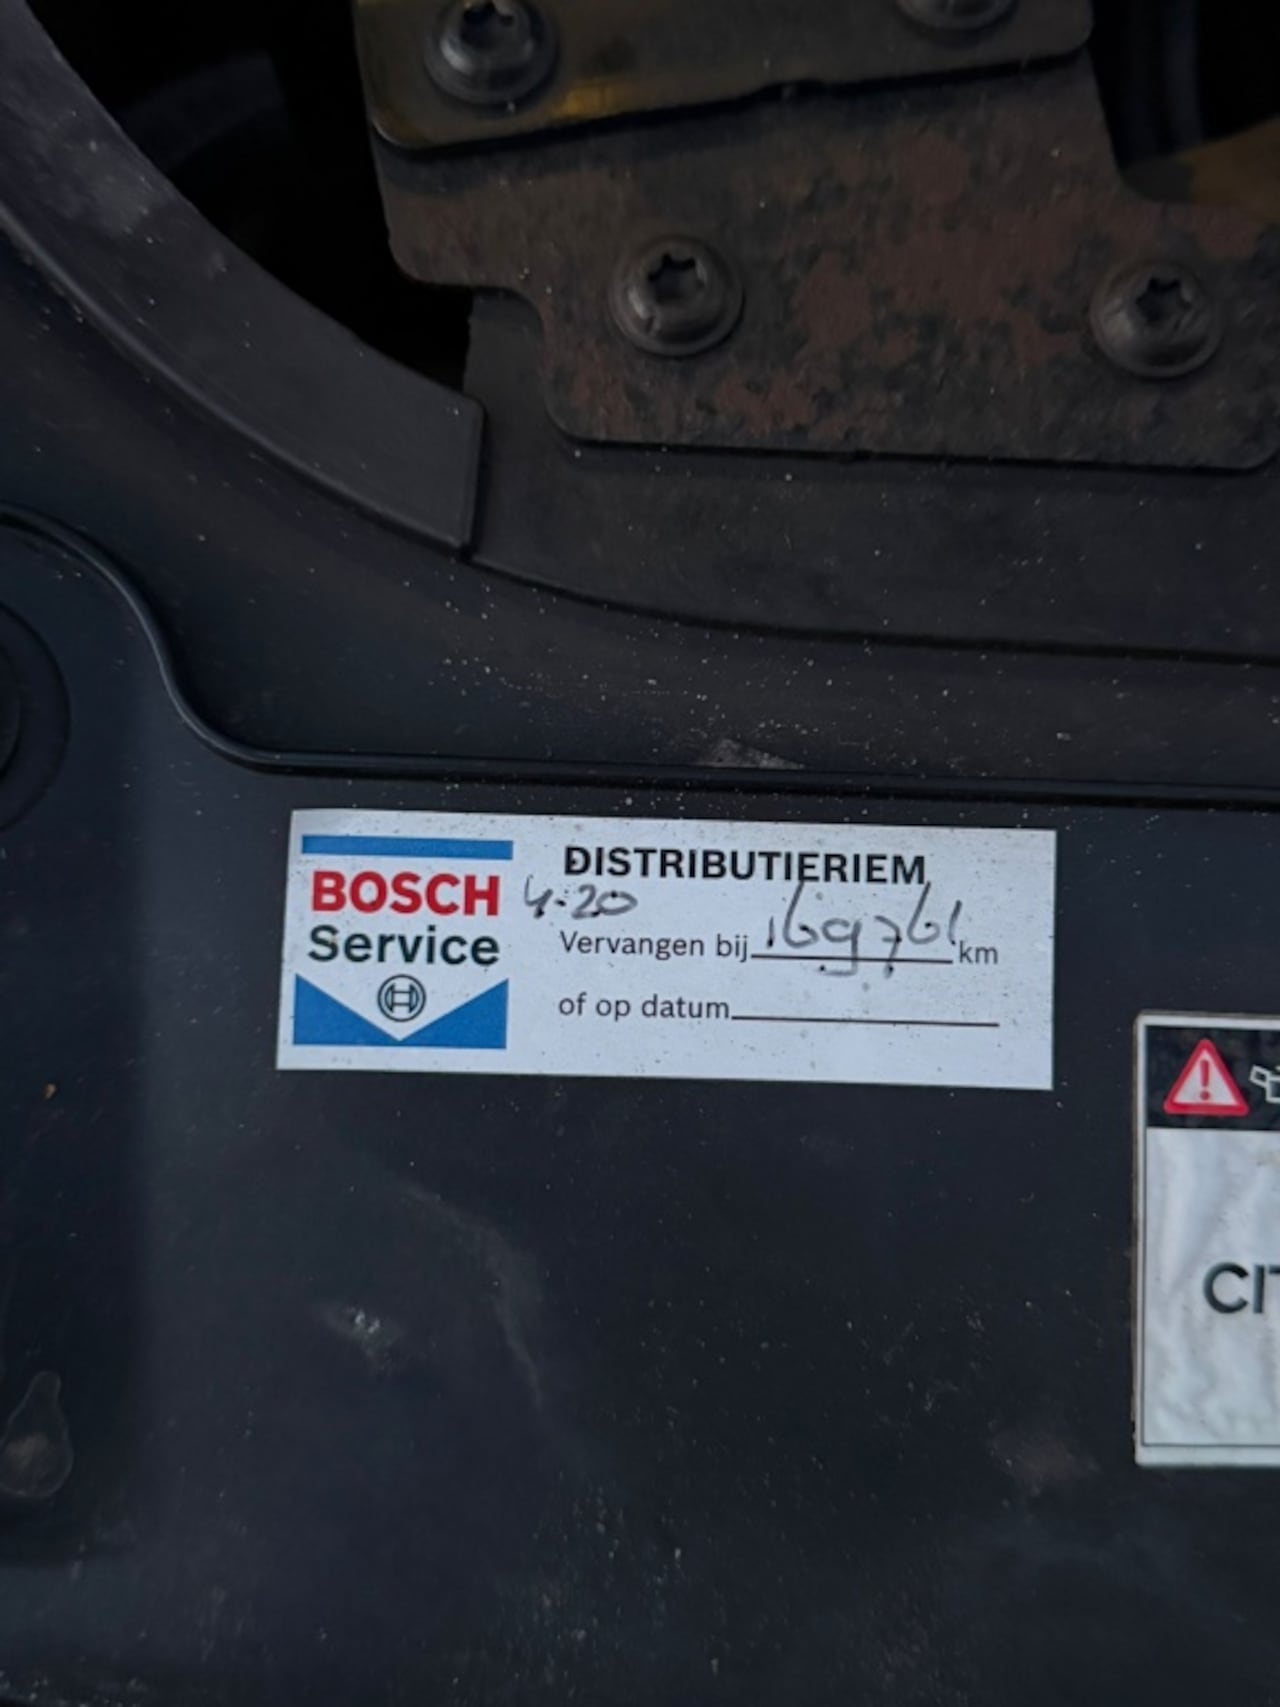 BOSCH
Service
DISTRIBUTIERIEM
4.20
Vervangen bij 169761 km
of op datum
CIT